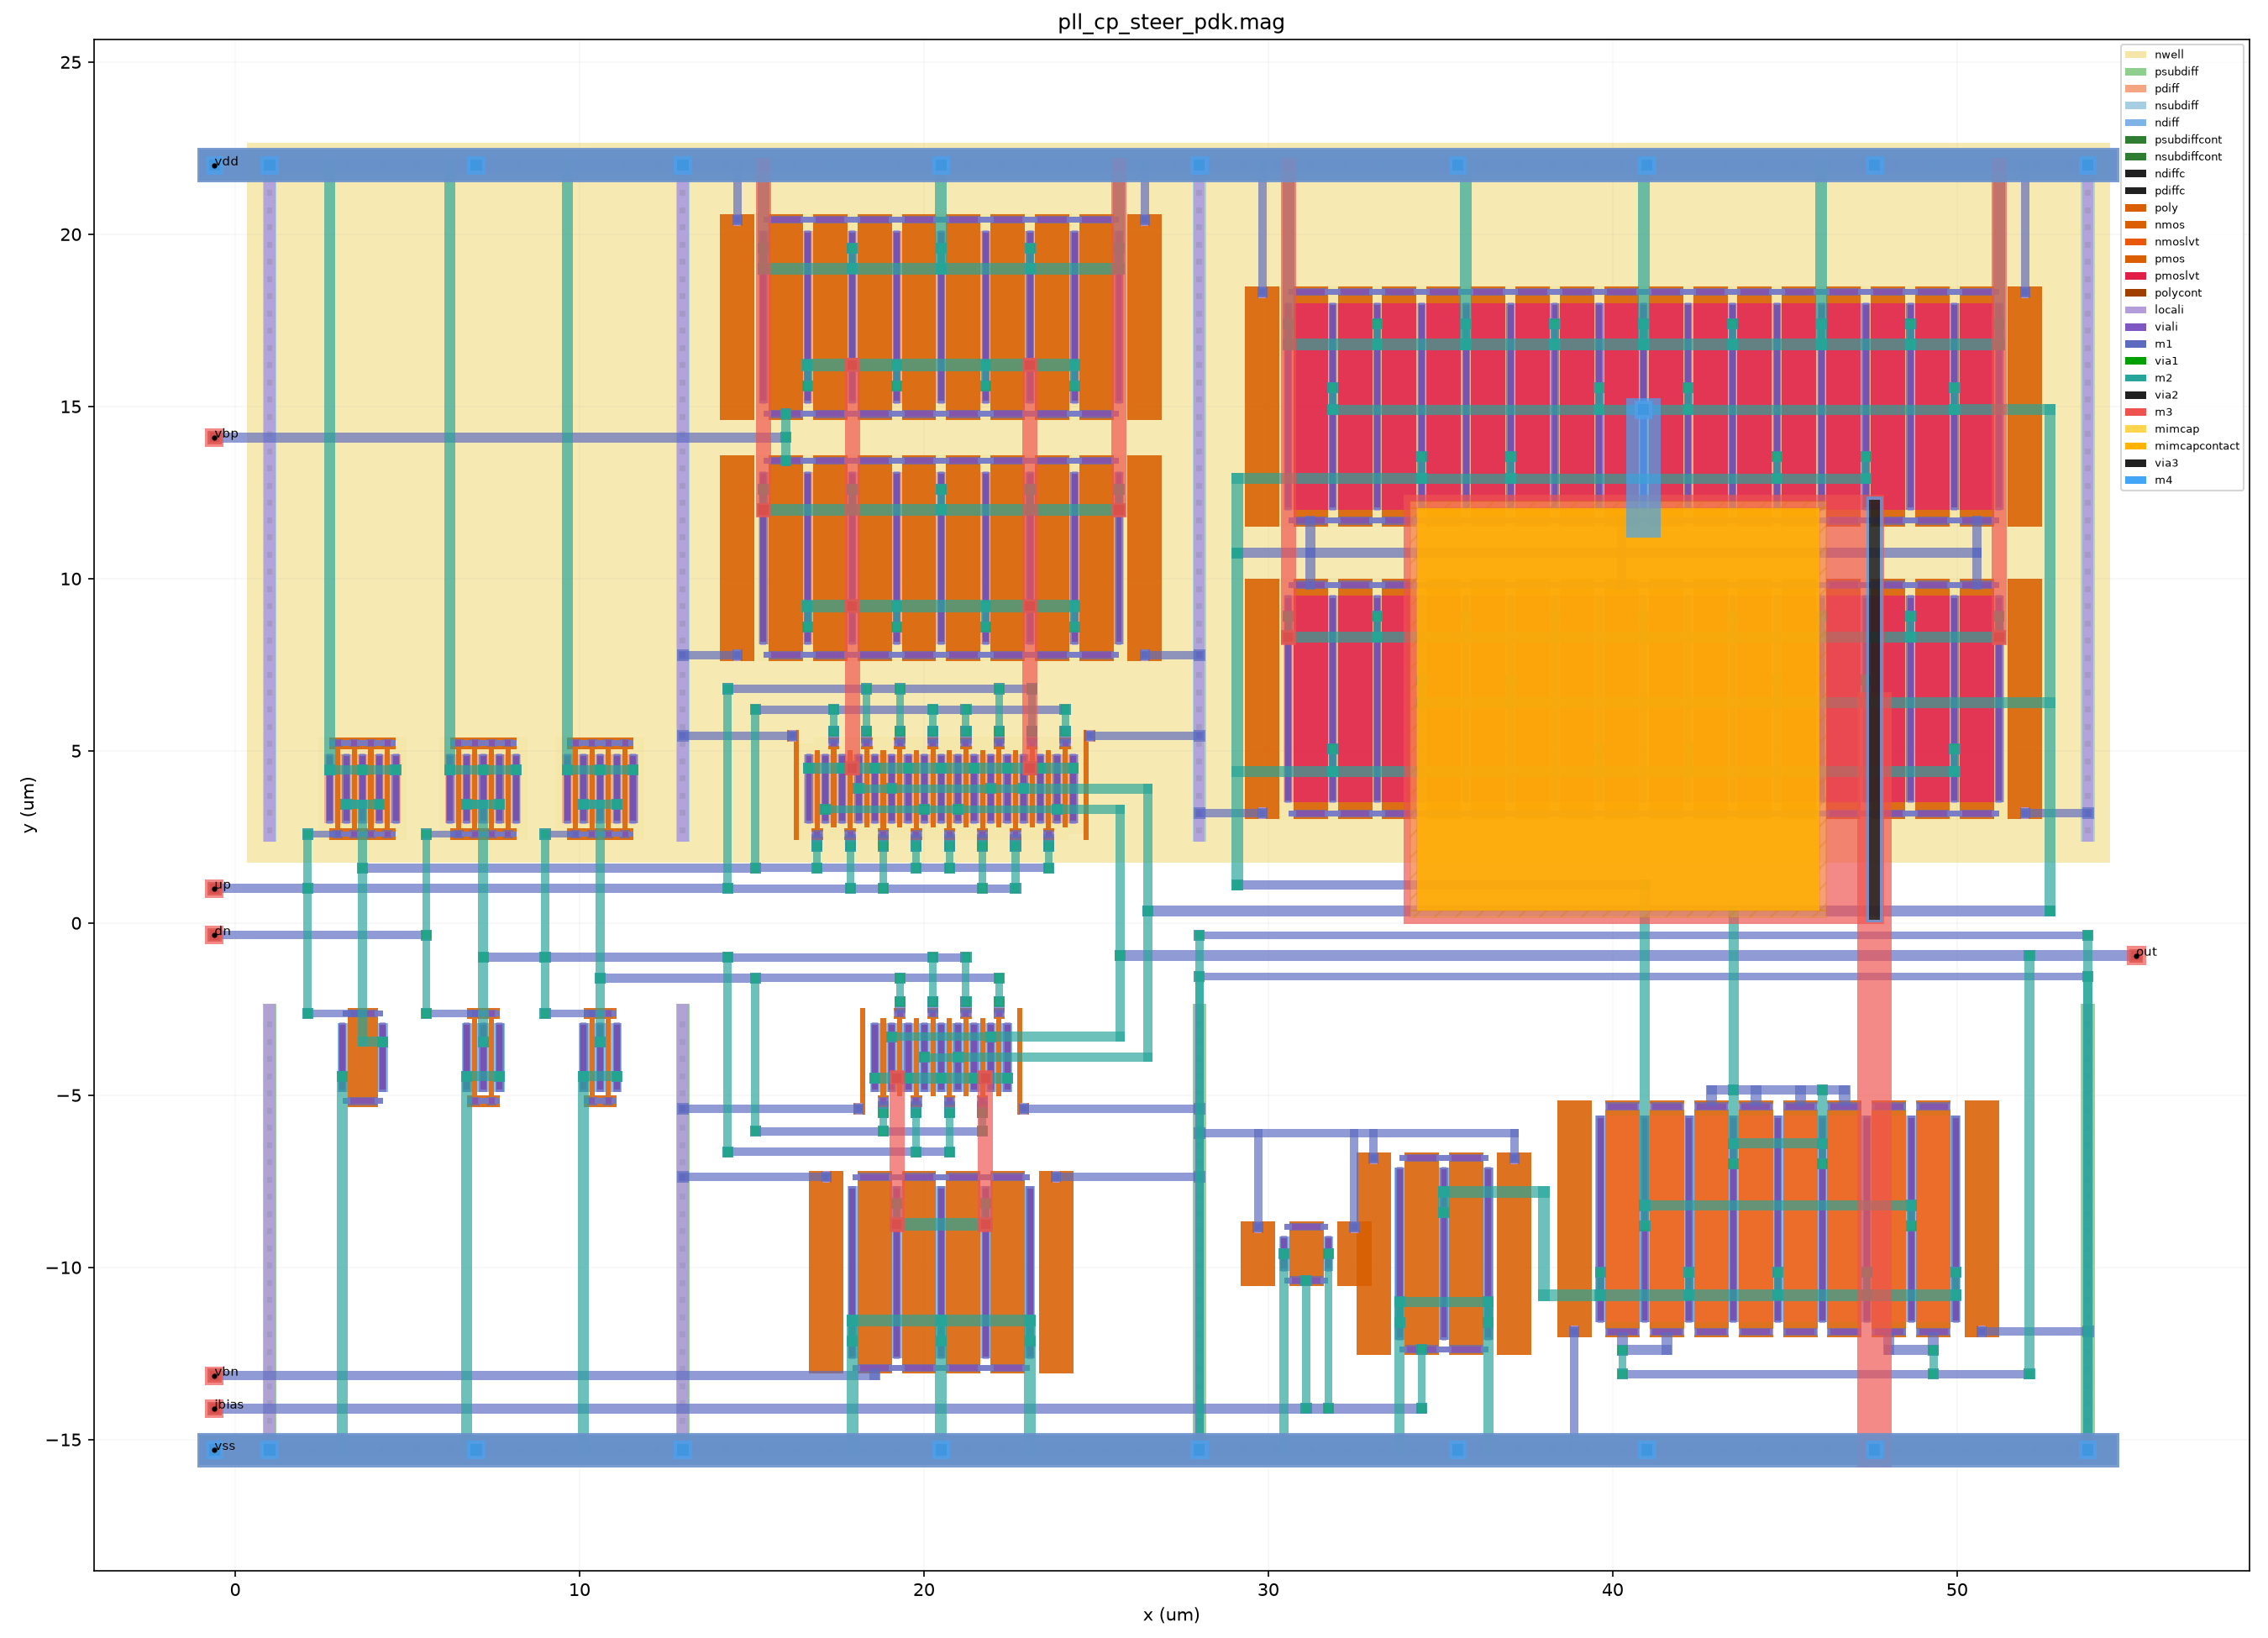 pll_cp_steer_pdk.mag
25
20
15
10
5
0
−5
−10
−15
y (um)
0
10
20
30
40
50
x (um)
vdd
vbp
up
dn
out
vbn
ibias
vss
nwell
psubdiff
pdiff
nsubdiff
ndiff
psubdiffcont
nsubdiffcont
ndiffc
pdiffc
poly
nmos
nmoslvt
pmos
pmoslvt
polycont
locali
viali
m1
via1
m2
via2
m3
mimcap
mimcapcontact
via3
m4